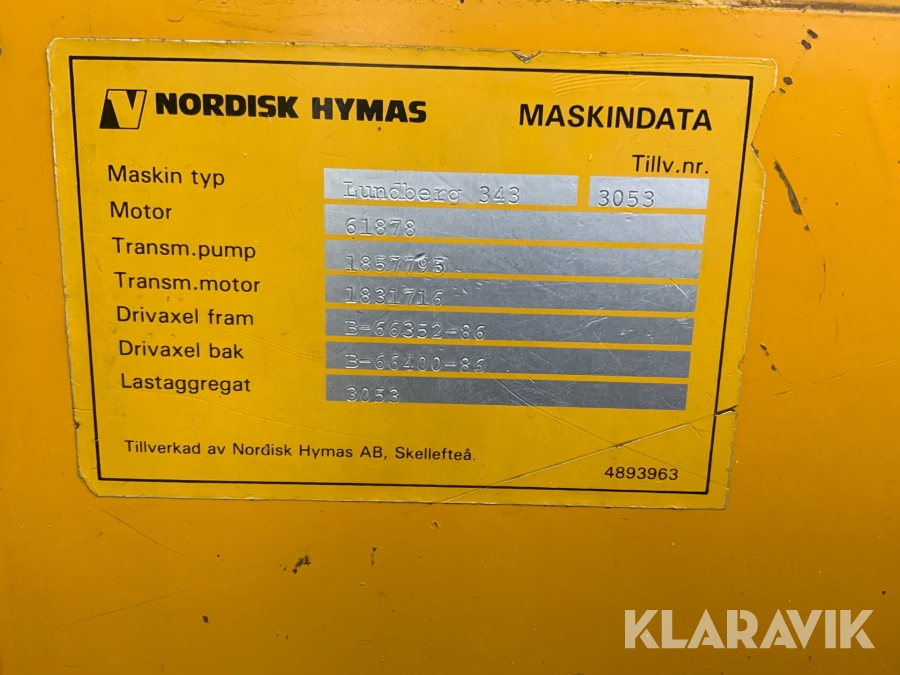 NORDISK HYMAS MASKINDATA
Tillv.nr.
Maskin typ Lundberg 343 3053
Motor 61878
Transm.pump 1857795
Transm.motor 1831716
Drivaxel fram B-66352-86
Drivaxel bak B-66400-86
Lastaggregat 3053
Tillverkad av Nordisk Hymas AB, Skellefteå.
4893963
KLARAVIK